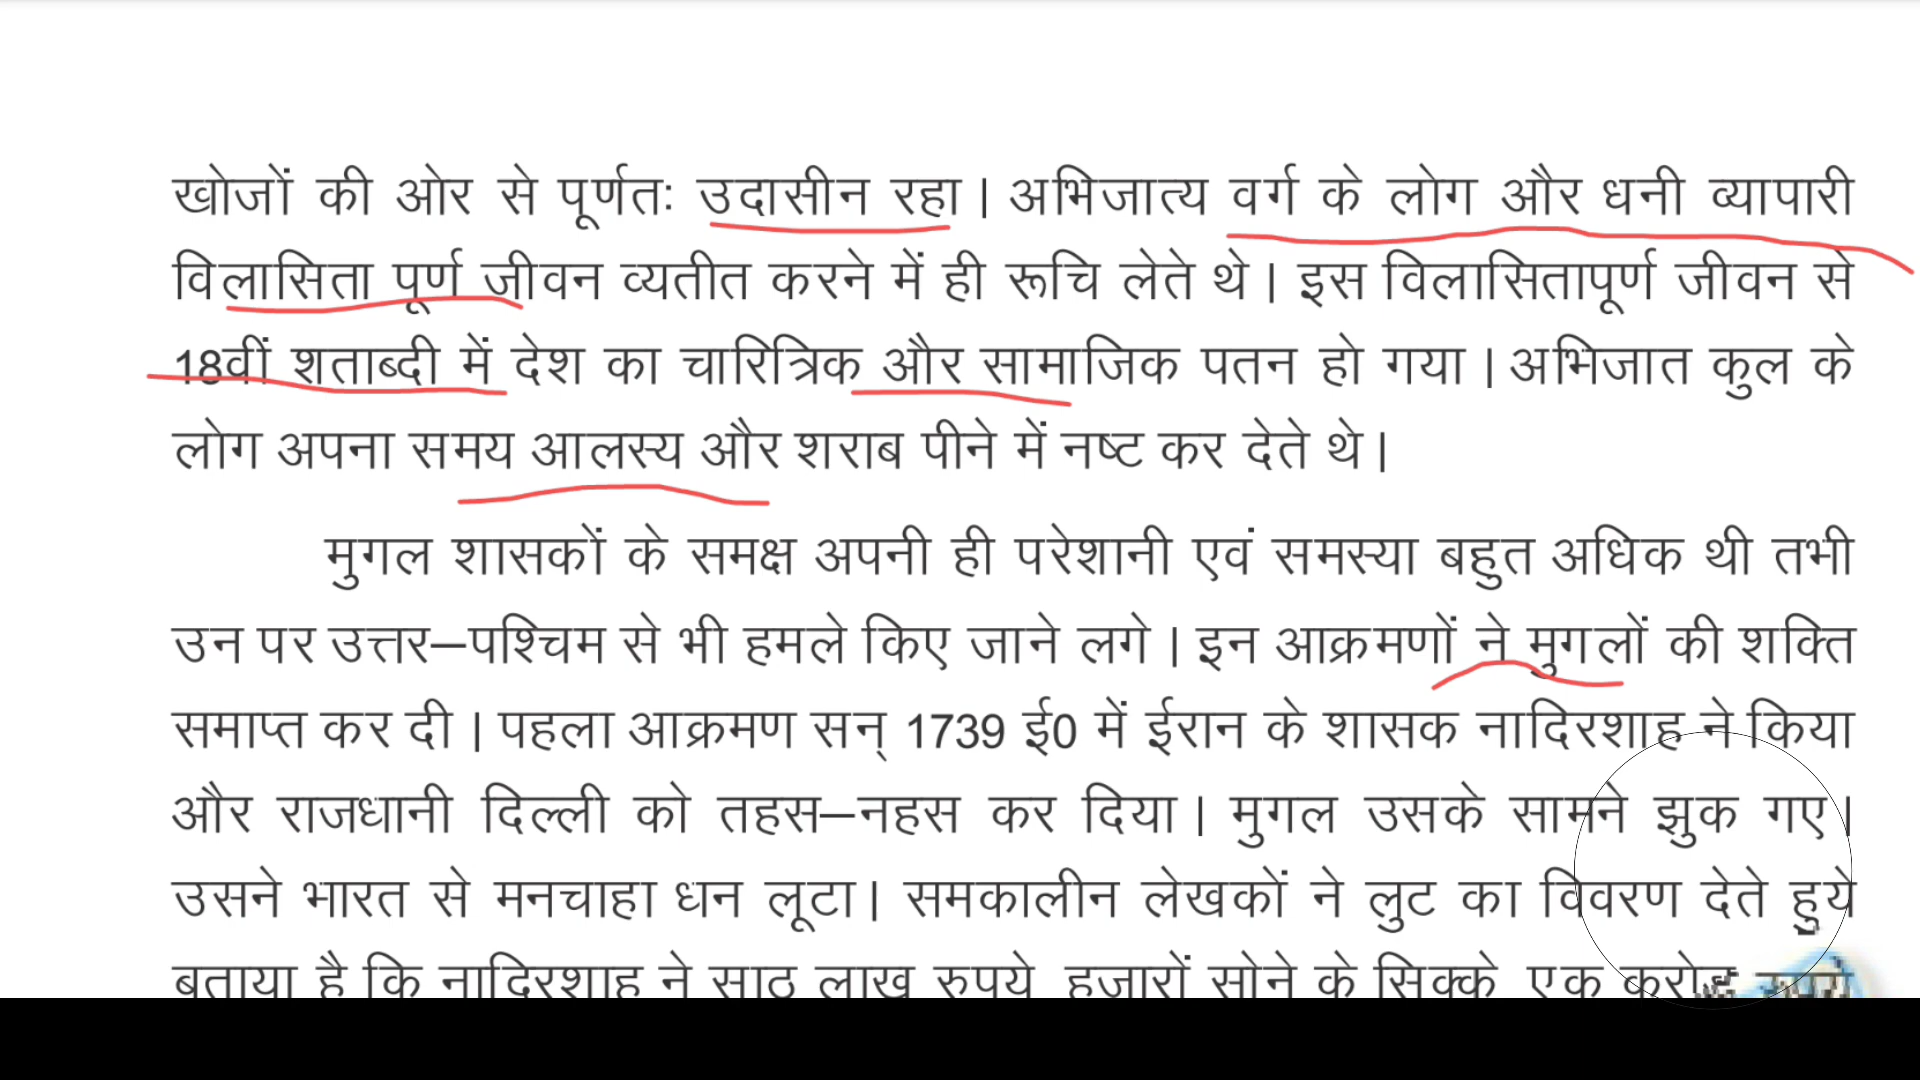 खोजों की ओर से पूर्णतः उदासीन रहा। अभिजात्य वर्ग के लोग और धनी व्यापारी
विलासिता पूर्ण जीवन व्यतीत करने में ही रूचि लेते थे। इस विलासितापूर्ण जीवन से
18वीं शताब्दी में देश का चारित्रिक और सामाजिक पतन हो गया। अभिजात कुल के
लोग अपना समय आलस्य और शराब पीने में नष्ट कर देते थे।
मुगल शासकों के समक्ष अपनी ही परेशानी एवं समस्या बहुत अधिक थी तभी
उन पर उत्तर–पश्चिम से भी हमले किए जाने लगे। इन आक्रमणों ने मुगलों की शक्ति
समाप्त कर दी। पहला आक्रमण सन् 1739 ई0 में ईरान के शासक नादिरशाह ने किया
और राजधानी दिल्ली को तहस–नहस कर दिया। मुगल उसके सामने झुक गए।
उसने भारत से मनचाहा धन लूटा। समकालीन लेखकों ने लुट का विवरण देते हुये
बताया है कि नादिरशाह ने साठ लाख रुपये हजारों सोने के सिक्के एक करोड़